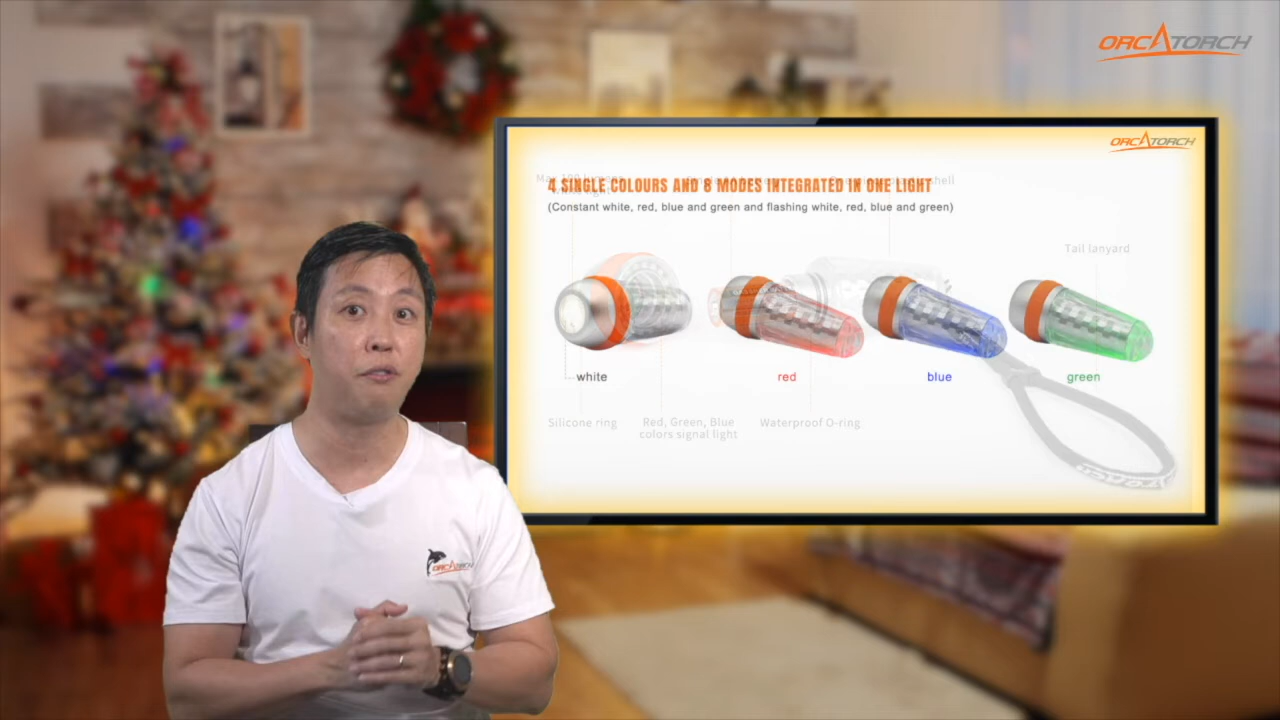 ORCATORCH
ORCATORCH
4 SINGLE COLOURS AND 8 MODES INTEGRATED IN ONE LIGHT
(Constant white, red, blue and green and flashing white, red, blue and green)
Tail lanyard
white
red
blue
green
Silicone ring
Red, Green, Blue
colors signal light
Waterproof O-ring
ORCATORCH